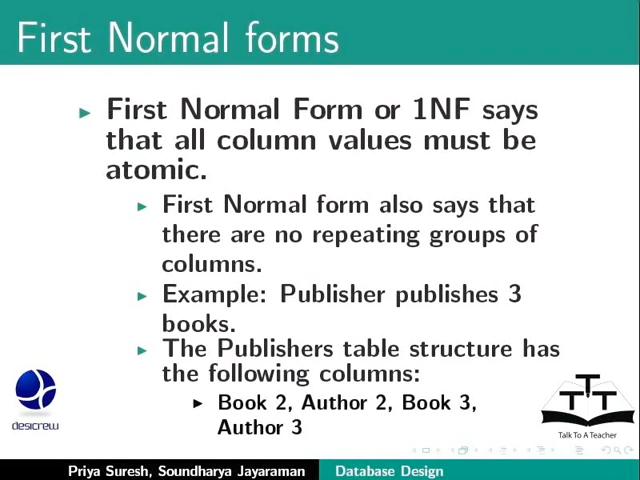 First Normal forms
First Normal Form or 1NF says
that all column values must be
atomic.
First Normal form also says that
there are no repeating groups of
columns.
Example: Publisher publishes 3
books.
The Publishers table structure has
the following columns:
Book 2, Author 2, Book 3,
Author 3
desicrew
TTT
Talk To A Teacher
Priya Suresh, Soundharya Jayaraman
Database Design